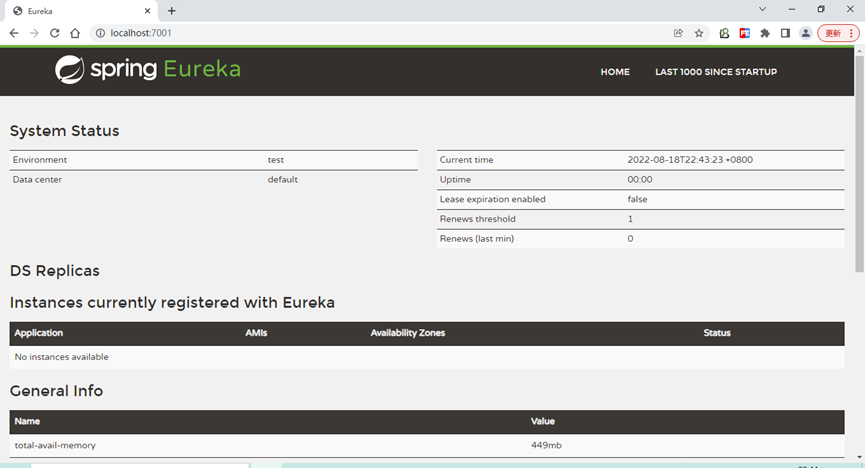 Eureka
localhost:7001
更新
spring Eureka
HOME LAST 1000 SINCE STARTUP
System Status
Environment test
Data center default
Current time 2022-08-18T22:43:23 +0800
Uptime 00:00
Lease expiration enabled false
Renews threshold 1
Renews (last min) 0
DS Replicas
Instances currently registered with Eureka
Application AMIs Availability Zones Status
No instances available
General Info
Name Value
total-avail-memory 449mb